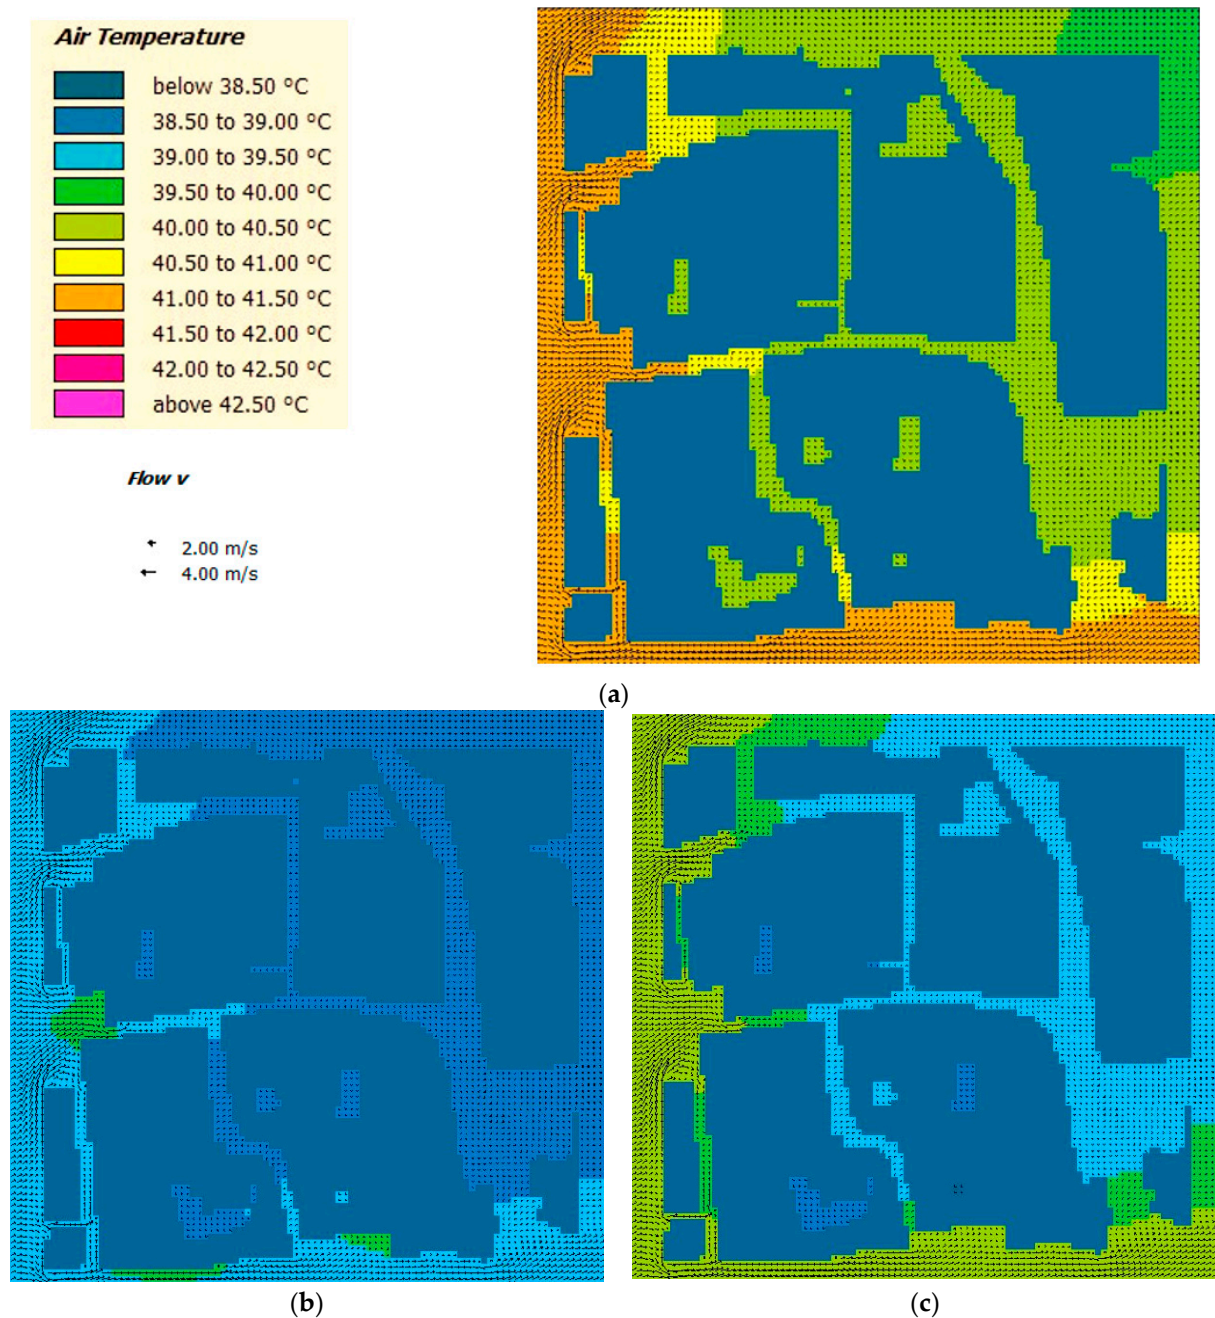 Air Temperature
below 38.50 °C
38.50 to 39.00 °C
39.00 to 39.50 °C
39.50 to 40.00 °C
40.00 to 40.50 °C
40.50 to 41.00 °C
41.00 to 41.50 °C
41.50 to 42.00 °C
42.00 to 42.50 °C
above 42.50 °C
Flow v
2.00 m/s
4.00 m/s
(a)
(b)
(c)